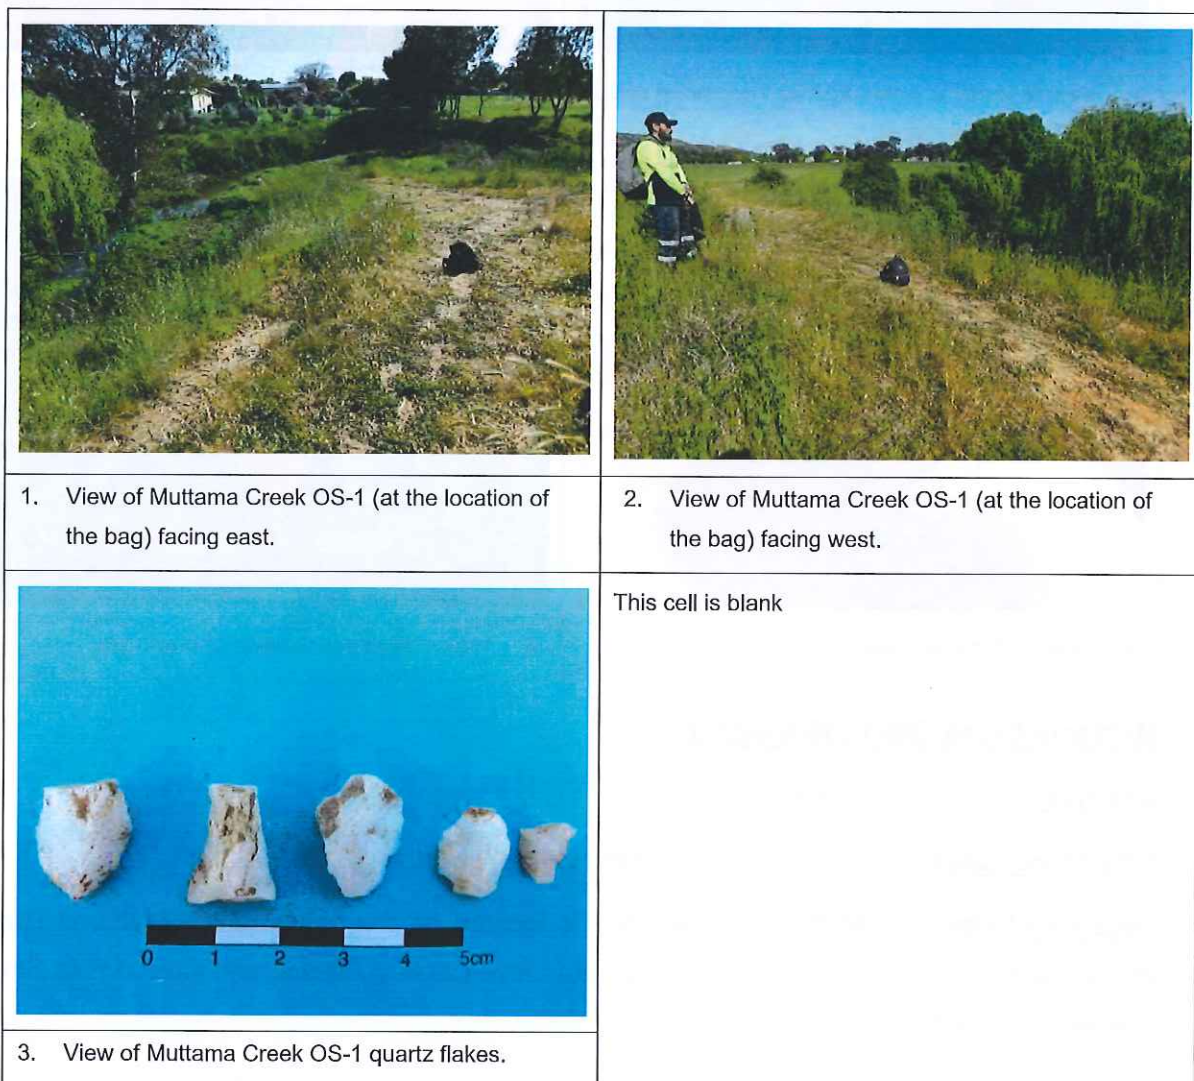 1. View of Muttama Creek OS-1 (at the location of
the bag) facing east.
2. View of Muttama Creek OS-1 (at the location of
the bag) facing west.
This cell is blank
0 1 2 3 4 5cm
3. View of Muttama Creek OS-1 quartz flakes.